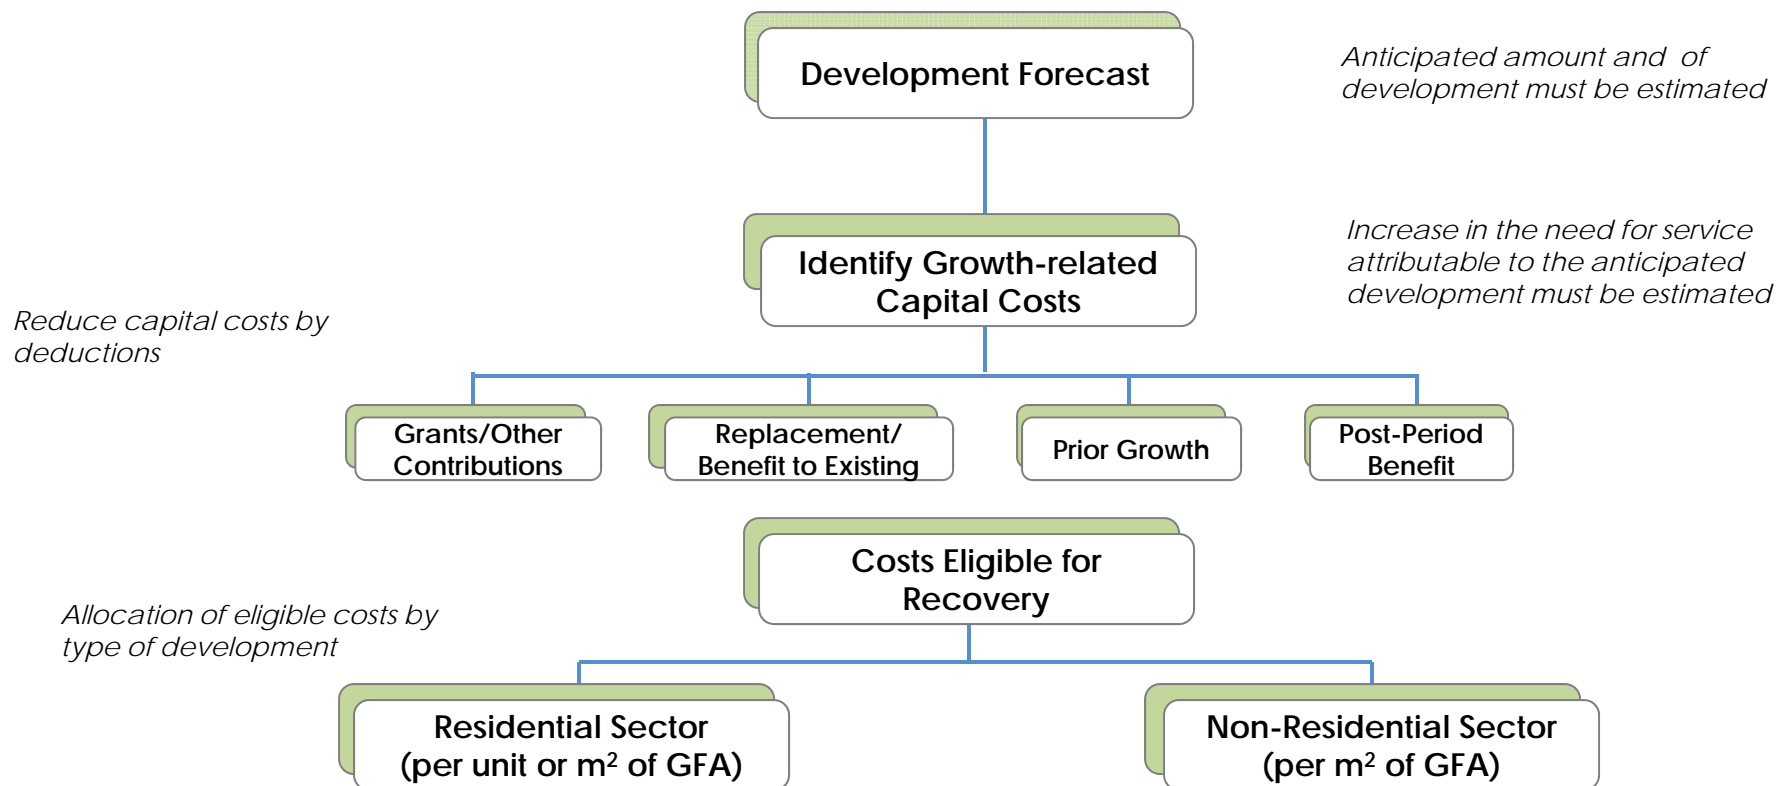 Development Forecast
Anticipated amount and  of
development must be estimated
Identify Growth-related
Capital Costs
Increase in the need for service
attributable to the anticipated
development must be estimated
Reduce capital costs by
deductions
Grants/Other
Contributions
Replacement/
Benefit to Existing
Prior Growth
Post-Period
Benefit
Costs Eligible for
Recovery
Allocation of eligible costs by
type of development
Residential Sector
(per unit or m² of GFA)
Non-Residential Sector
(per m² of GFA)